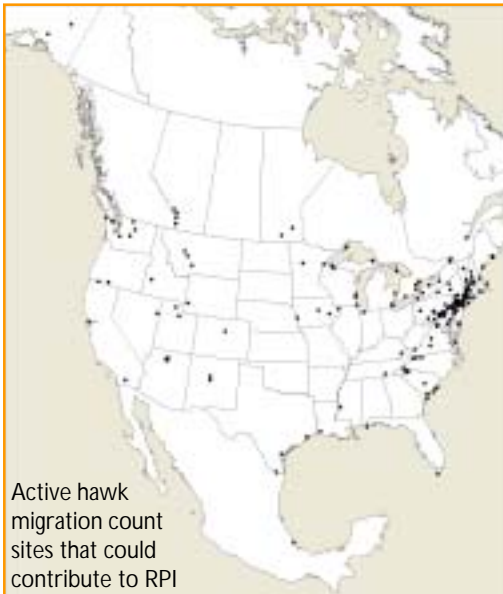 Active hawk
migration count
sites that could
contribute to RPI